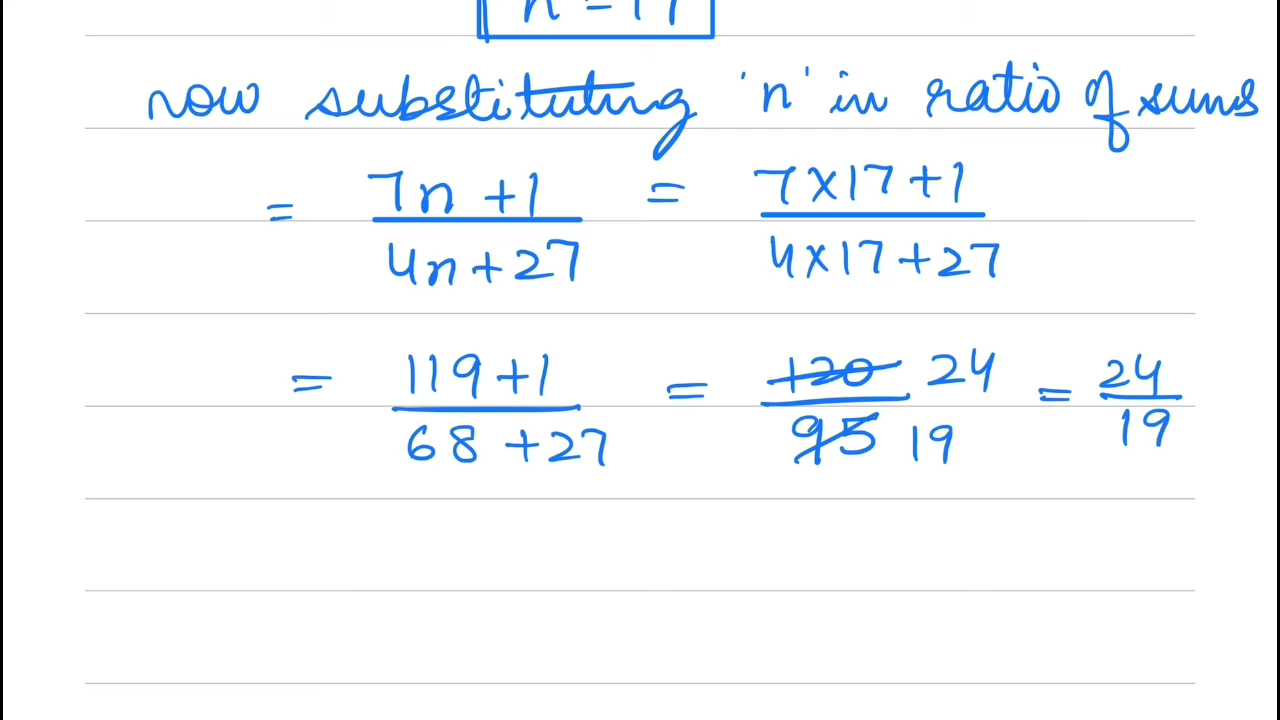 n = 17
now substituting 'n' in ratio of sums
= 7n + 1 / 4n + 27 = 7 × 17 + 1 / 4 × 17 + 27
= 119 + 1 / 68 + 27 = 120 24 / 95 19 = 24 / 19